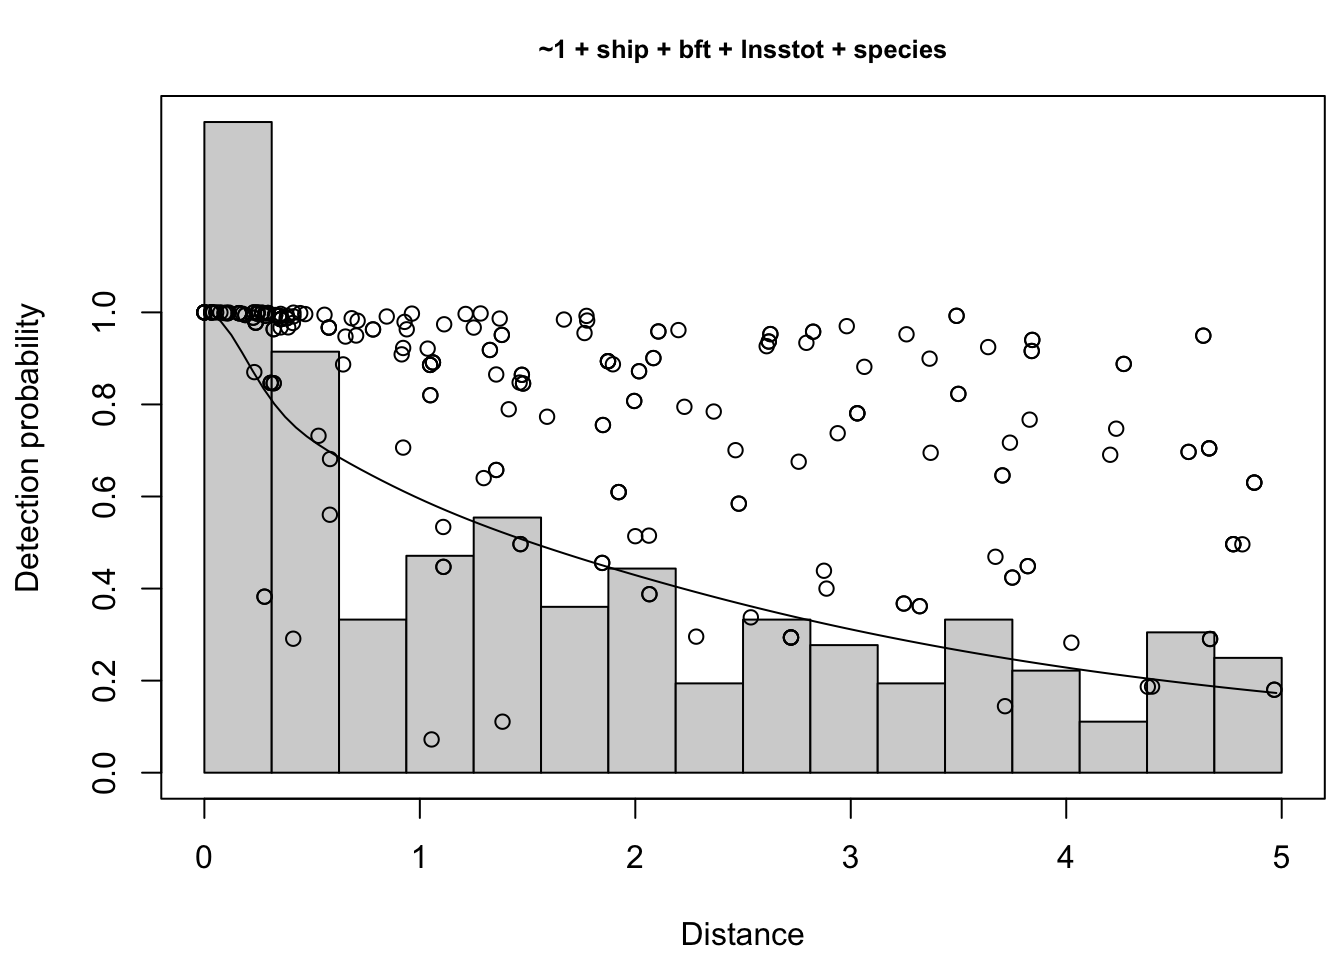 ~1 + ship + bft + lnsstot + species
Detection probability
1.0
0.8
0.6
0.4
0.2
0.0
0 1 2 3 4 5
Distance